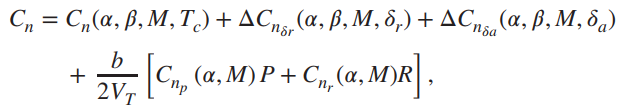 C_n = C_n(α, β, M, T_c) + ΔC_{n_{δr}}(α, β, M, δ_r) + ΔC_{n_{δa}}(α, β, M, δ_a)
+ \frac{b}{2V_T} [C_{n_p}(α, M) P + C_{n_r}(α, M)R] ,